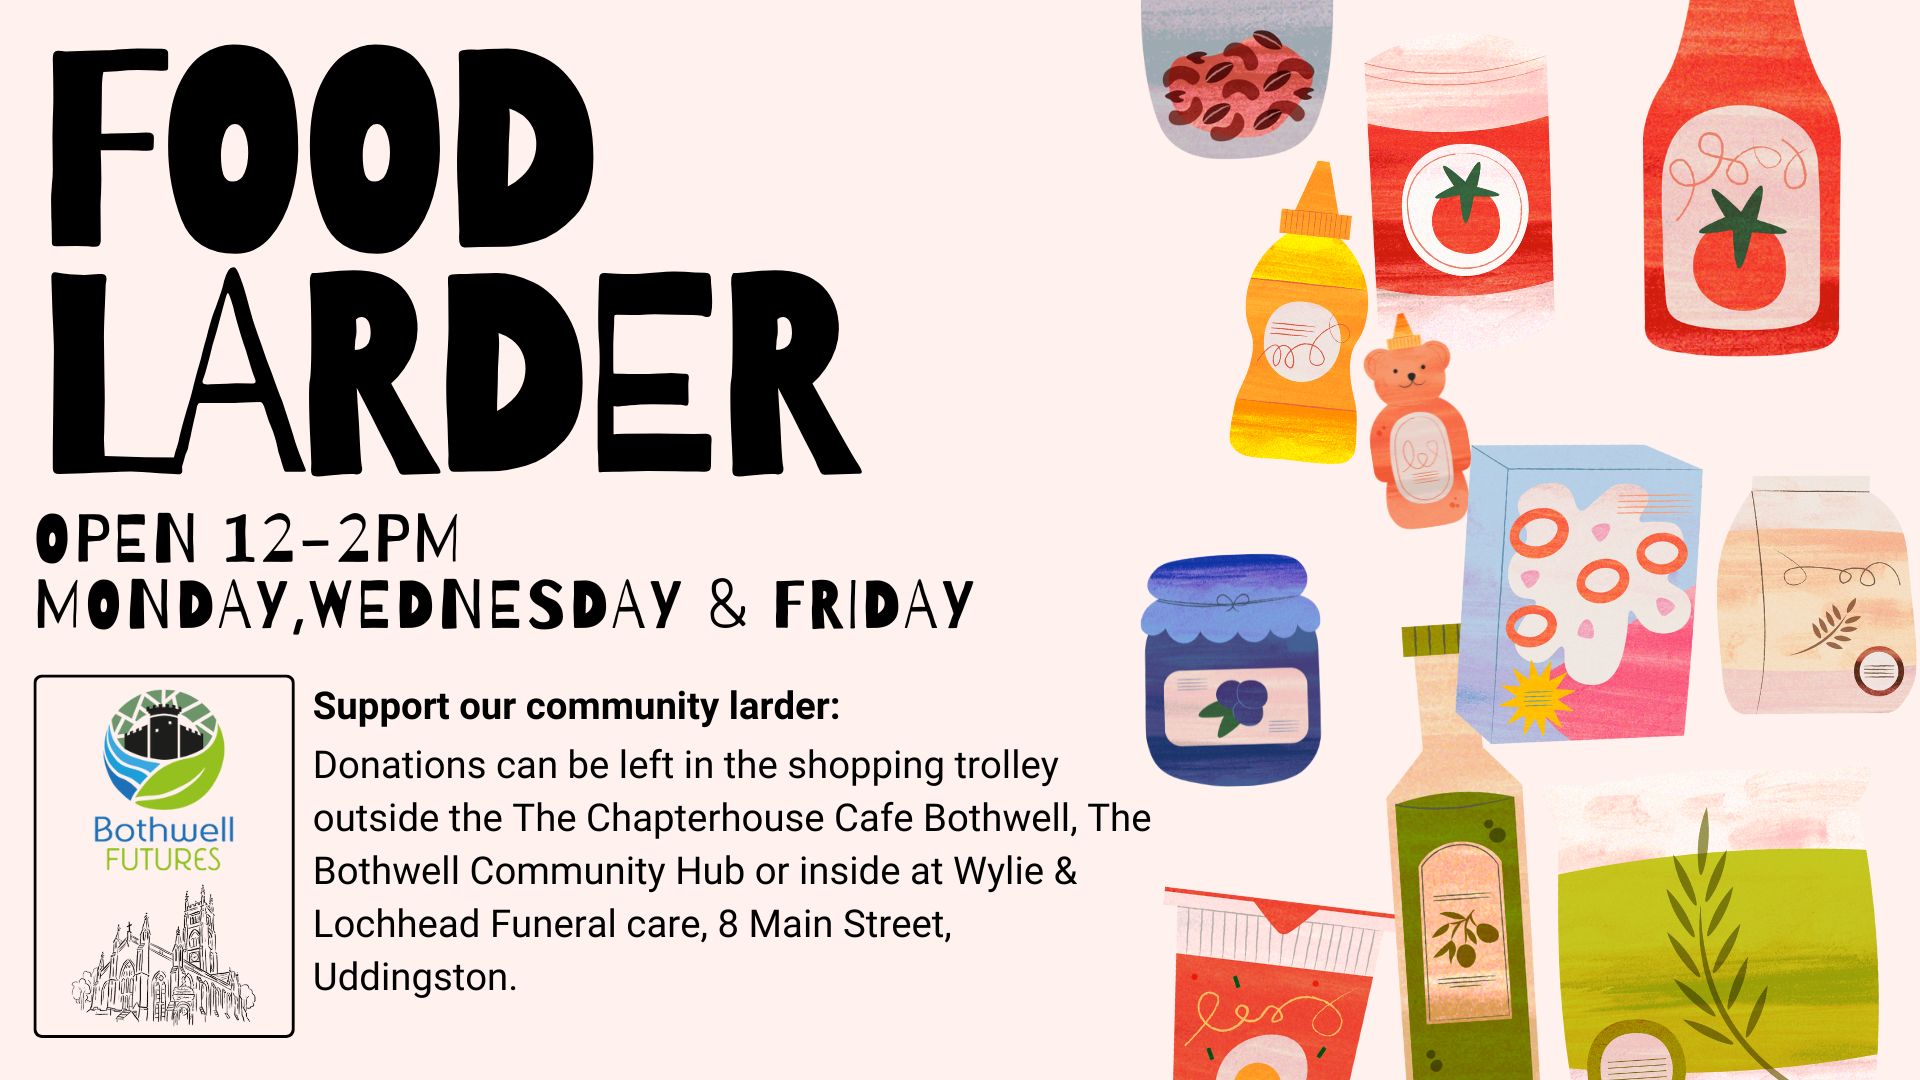 FOOD
LARDER
OPEN 12-2PM
MONDAY,WEDNESDAY & FRIDAY
Bothwell
FUTURES
Support our community larder:
Donations can be left in the shopping trolley
outside the The Chapterhouse Cafe Bothwell, The
Bothwell Community Hub or inside at Wylie &
Lochhead Funeral care, 8 Main Street,
Uddingston.